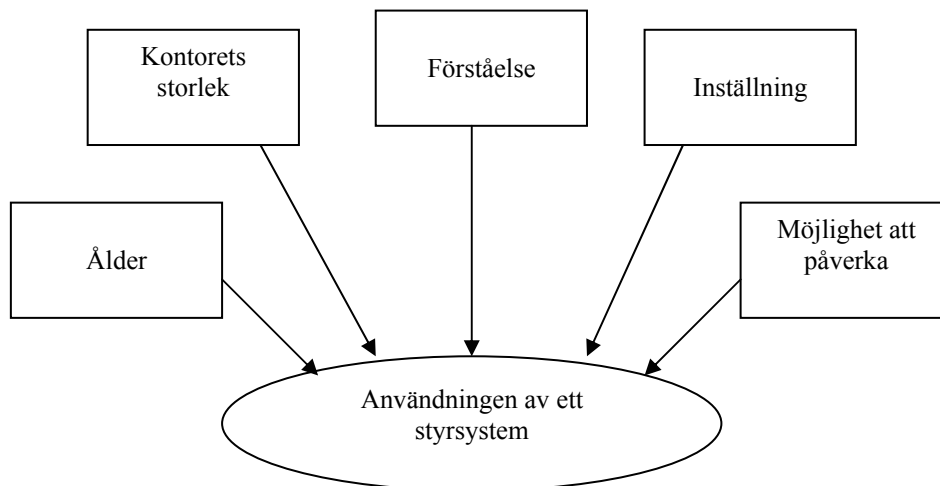 Kontorets
storlek
Förståelse
Inställning
Ålder
Möjlighet att
påverka
Användningen av ett
styrsystem